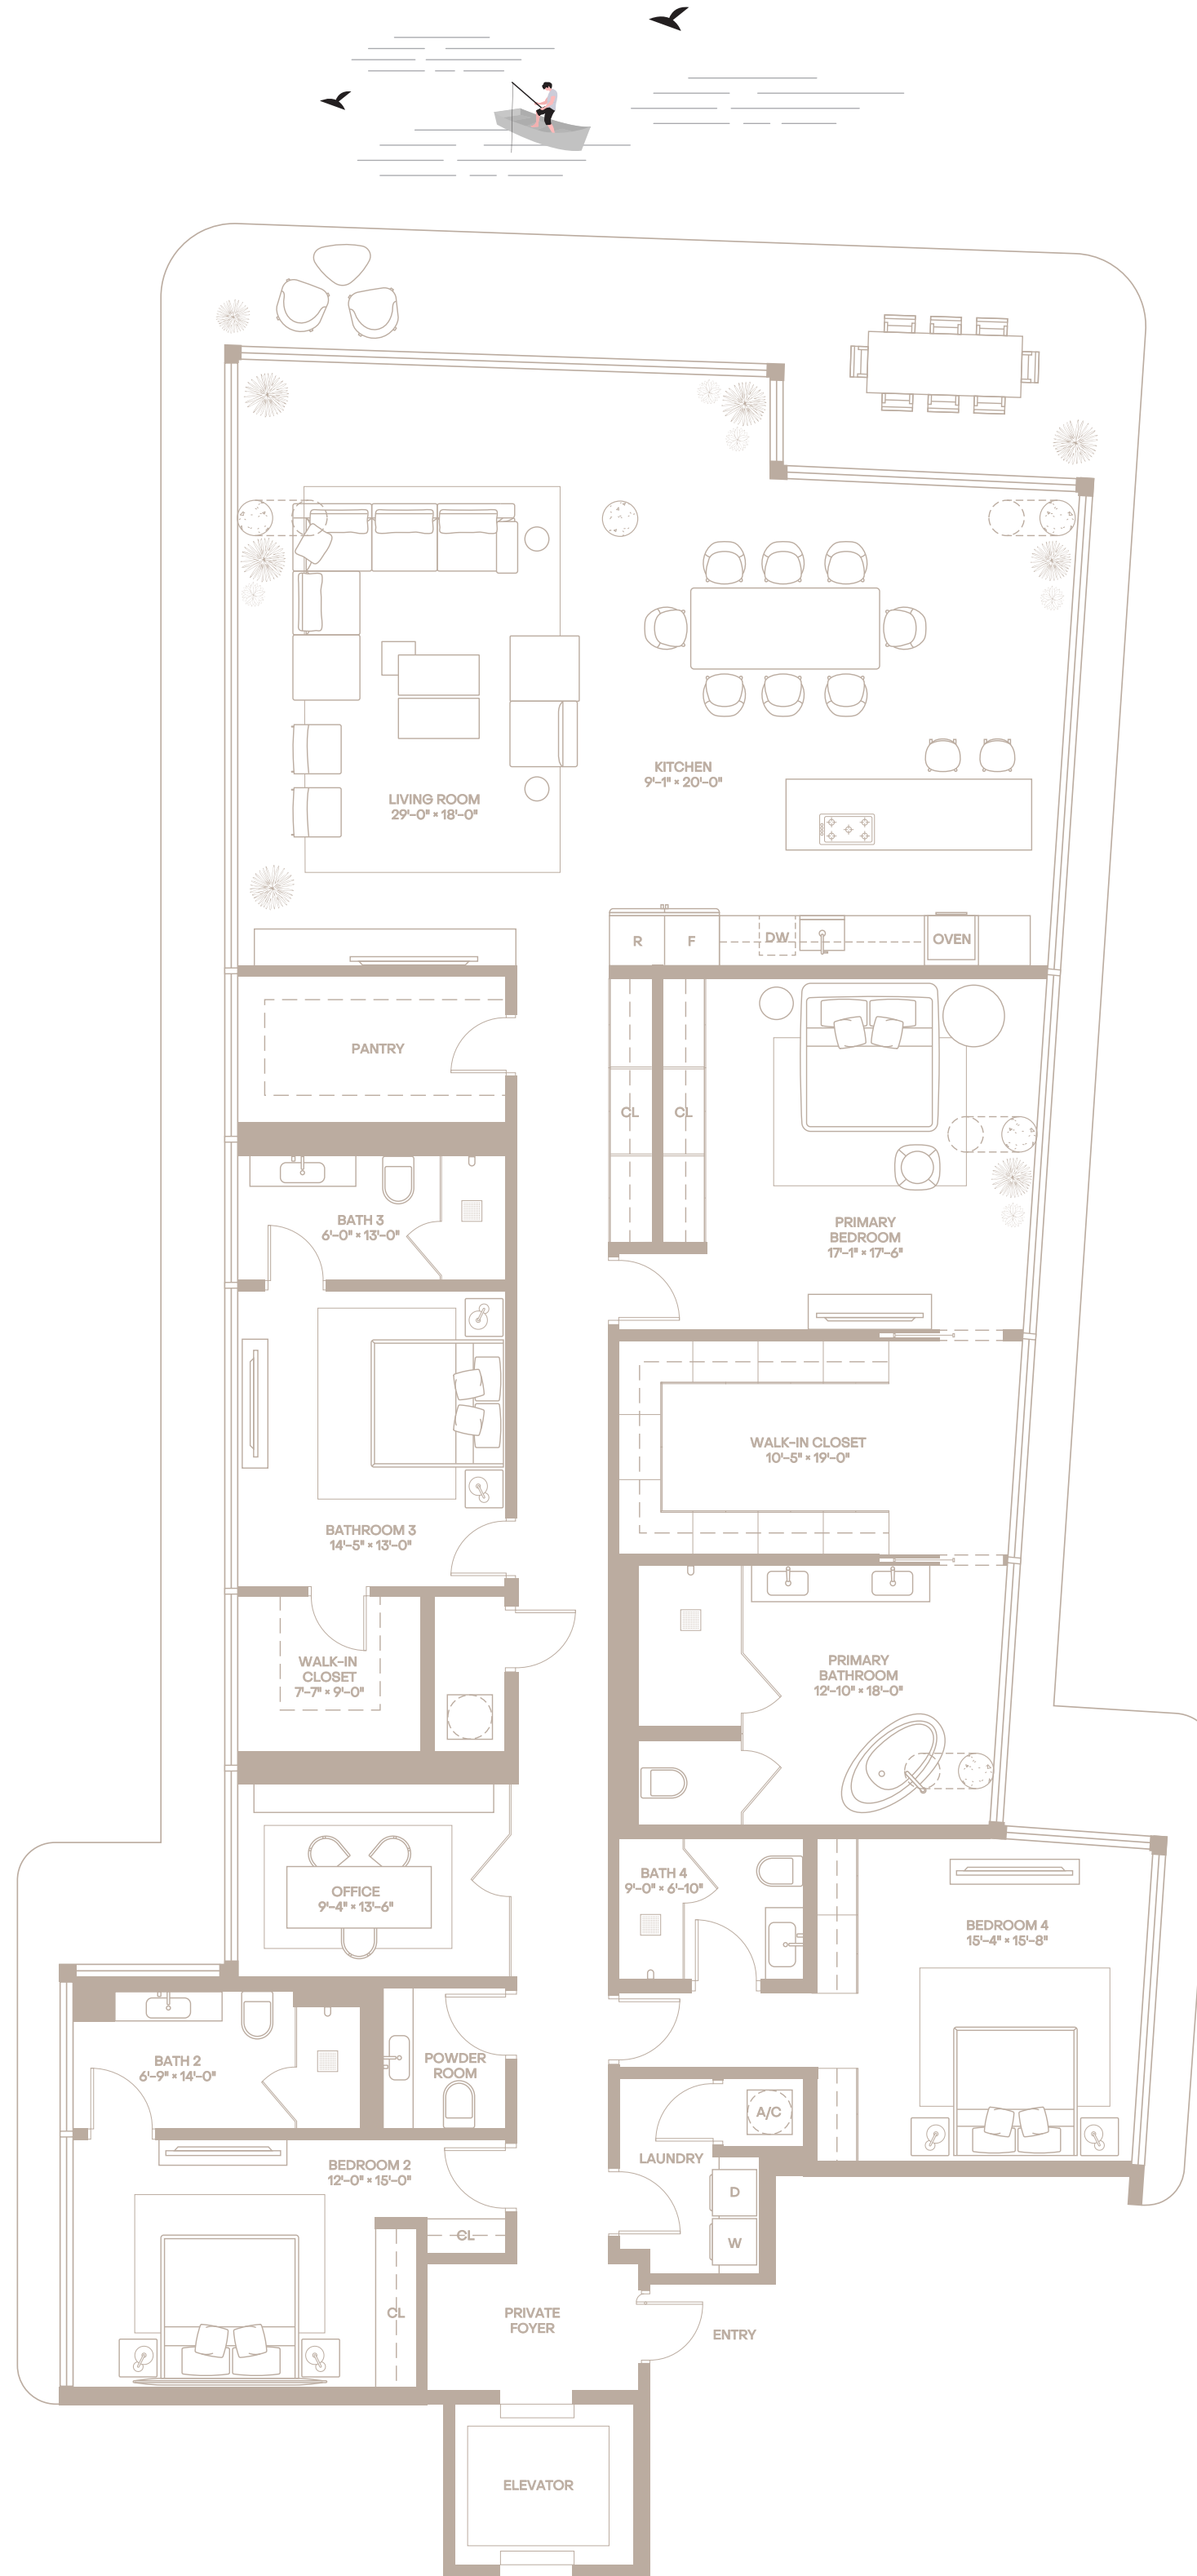 KITCHEN
9'-1" × 20'-0"
LIVING ROOM
29'-0" × 18'-0"
R
F
DW
OVEN
PANTRY
CL
CL
BATH 3
6'-0" × 13'-0"
PRIMARY
BEDROOM
17'-1" × 17'-6"
WALK-IN CLOSET
10'-5" × 19'-0"
BATHROOM 3
14'-5" × 13'-0"
WALK-IN
CLOSET
7'-7" × 9'-0"
PRIMARY
BATHROOM
12'-10" × 18'-0"
BATH 4
9'-0" × 6'-10"
OFFICE
9'-4" × 13'-6"
BEDROOM 4
15'-4" × 15'-8"
BATH 2
6'-9" × 14'-0"
POWDER
ROOM
A/C
LAUNDRY
BEDROOM 2
12'-0" × 15'-0"
D
CL
W
CL
PRIVATE
FOYER
ENTRY
ELEVATOR